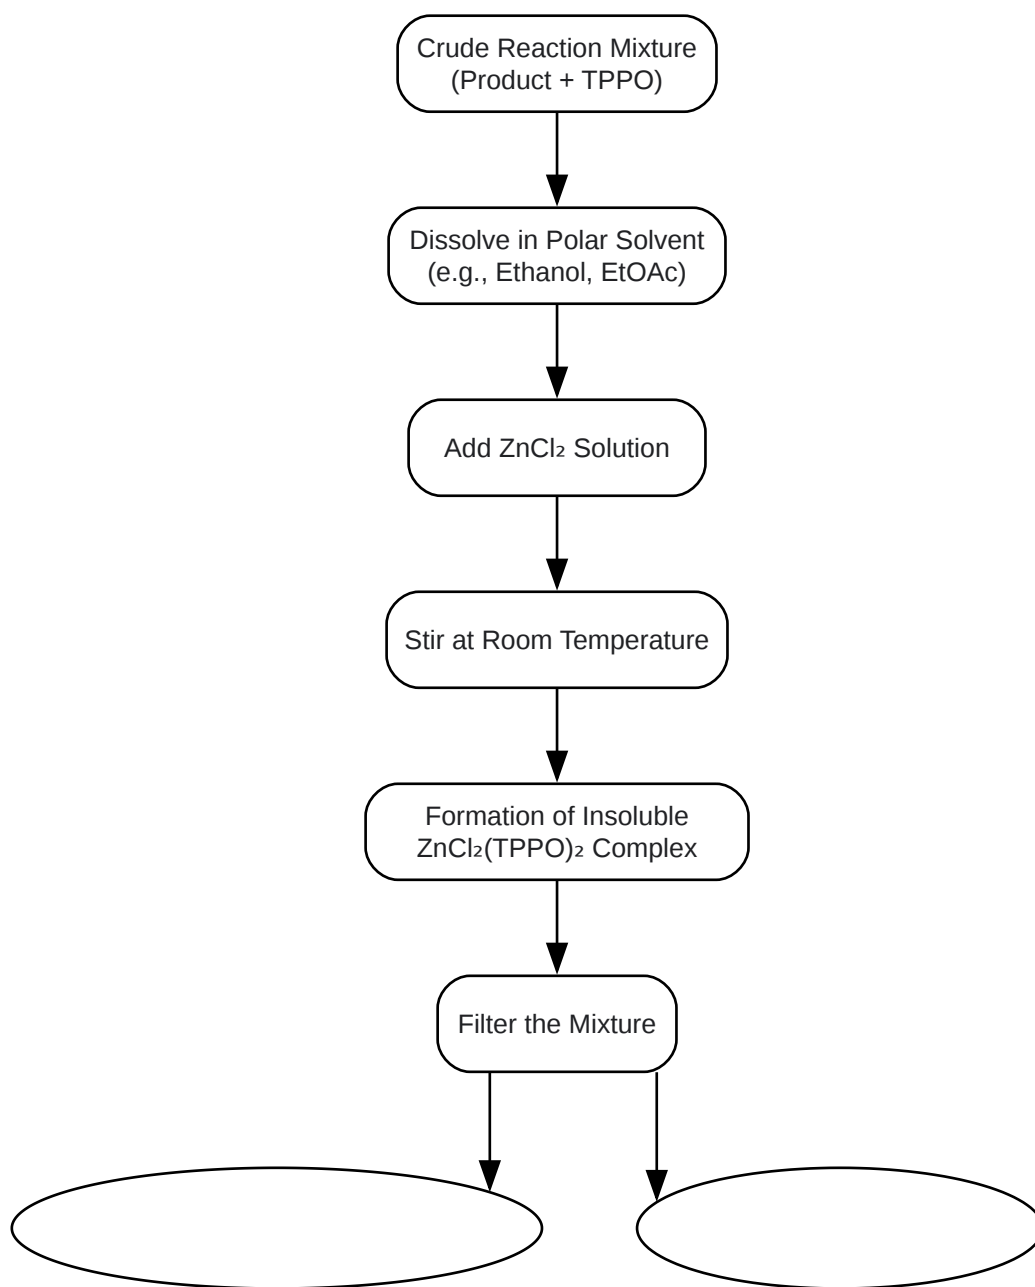 Crude Reaction Mixture
(Product + TPPO)
Dissolve in Polar Solvent
(e.g., Ethanol, EtOAc)
Add ZnCl₂ Solution
Stir at Room Temperature
Formation of Insoluble
ZnCl₂(TPPO)₂ Complex
Filter the Mixture